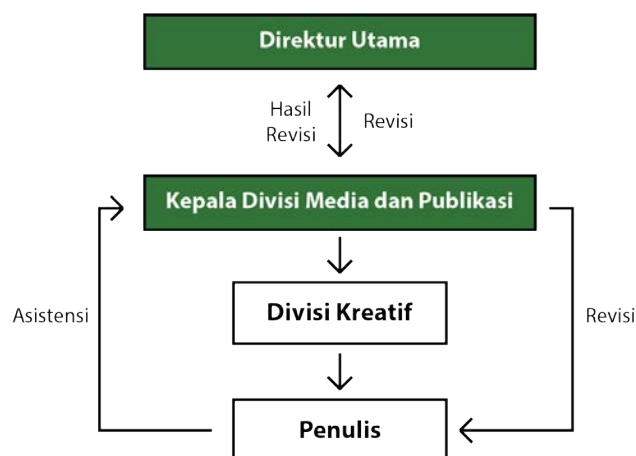 Direktur Utama
Hasil
Revisi
Revisi
Kepala Divisi Media dan Publikasi
Divisi Kreatif
Asistensi
Revisi
Penulis